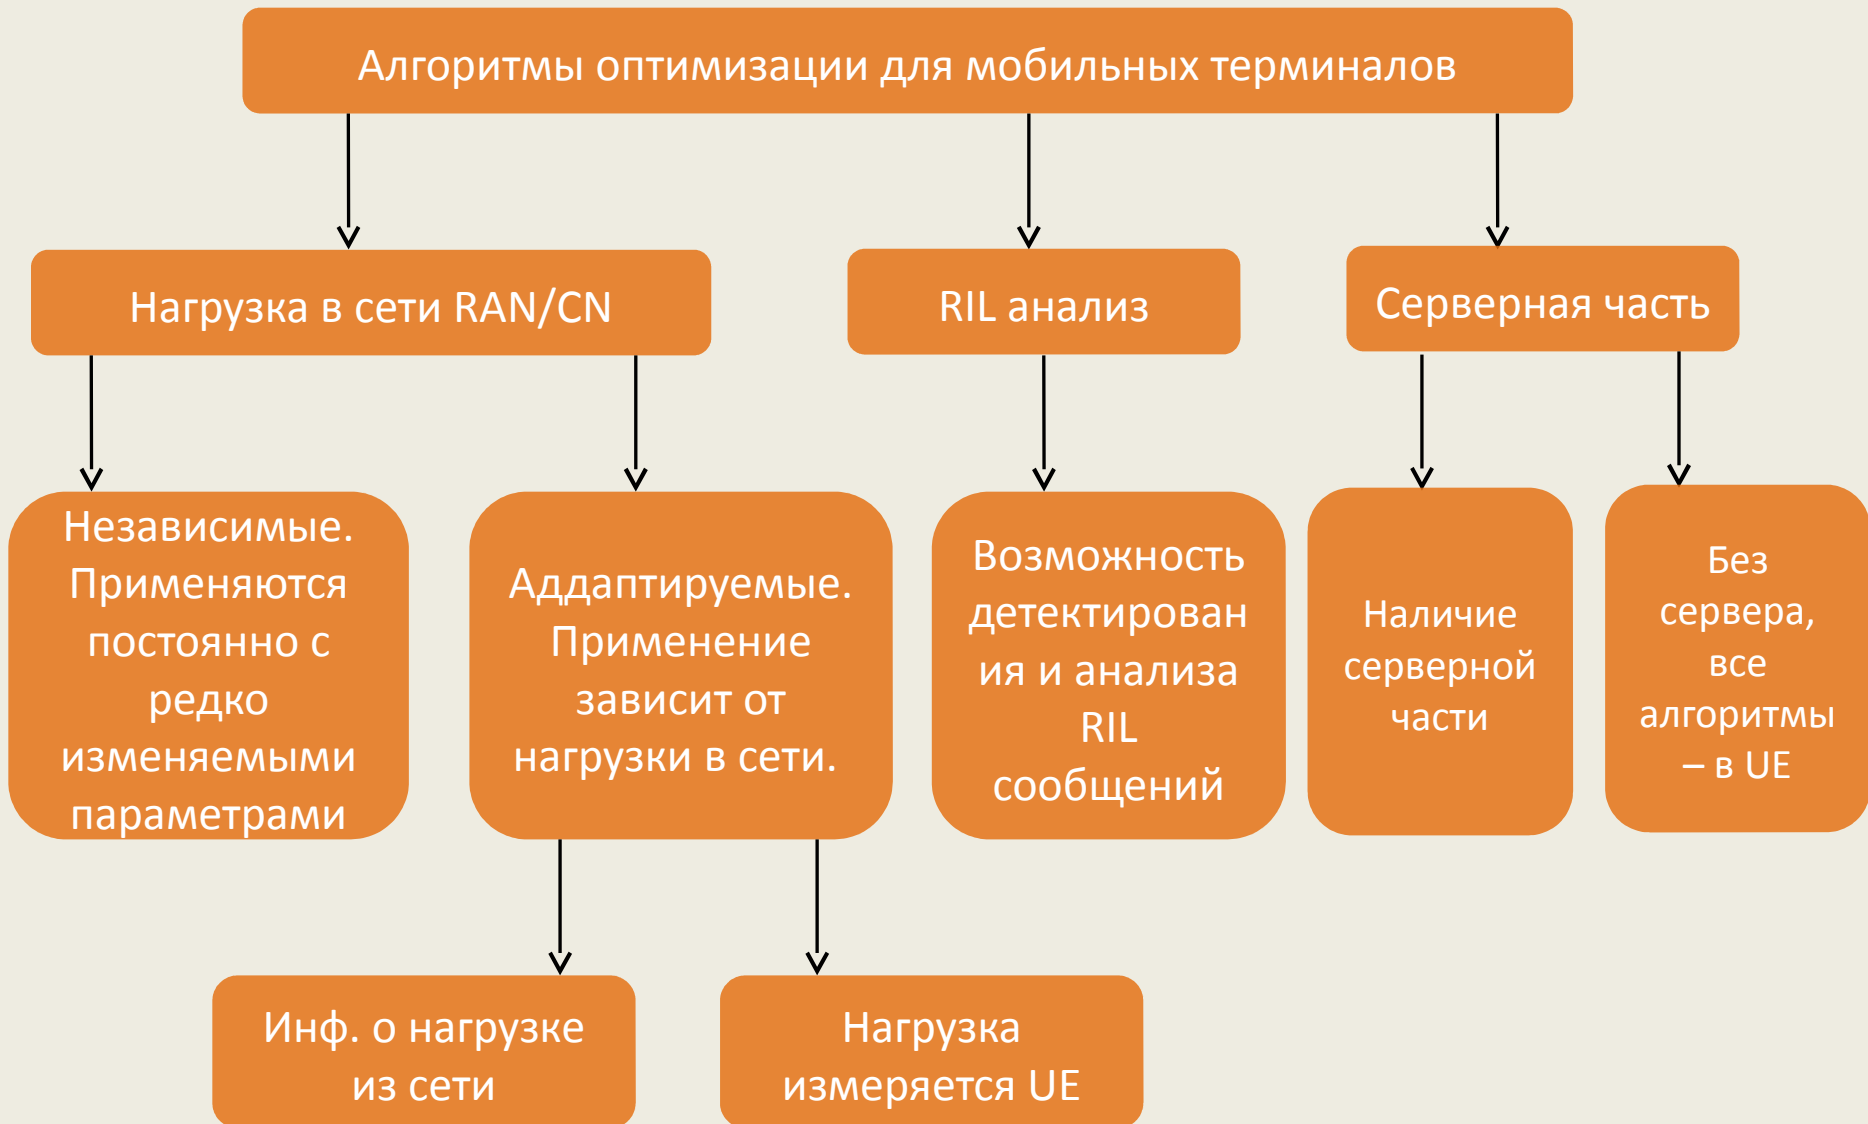 Алгоритмы оптимизации для мобильных терминалов
Нагрузка в сети RAN/CN
RIL анализ
Серверная часть
Независимые.
Применяются
постоянно с
редко
изменяемыми
параметрами
Аддаптируемые.
Применение
зависит от
нагрузки в сети.
Возможность
детектирован
ия и анализа
RIL
сообщений
Наличие
серверной
части
Без
сервера,
все
алгоритмы
– в UE
Инф. о нагрузке
из сети
Нагрузка
измеряется UE